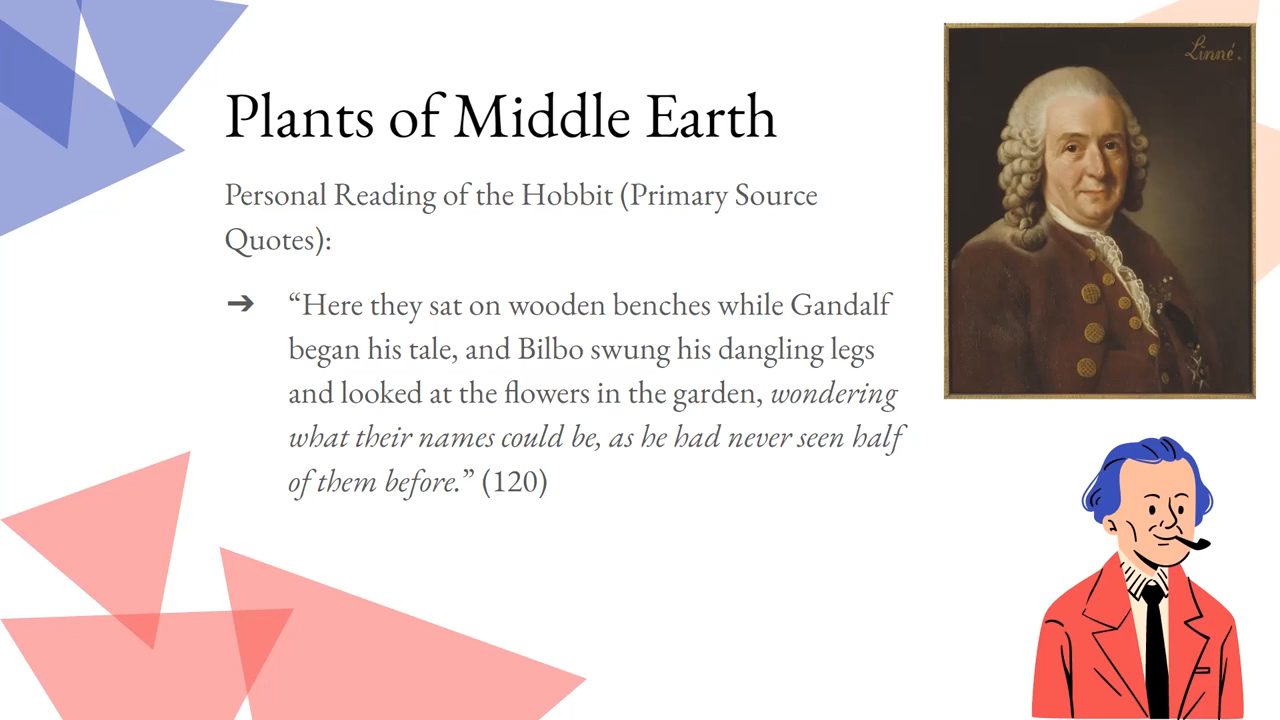 Linné.
Plants of Middle Earth
Personal Reading of the Hobbit (Primary Source
Quotes):
➔ “Here they sat on wooden benches while Gandalf
began his tale, and Bilbo swung his dangling legs
and looked at the flowers in the garden, wondering
what their names could be, as he had never seen half
of them before.” (120)